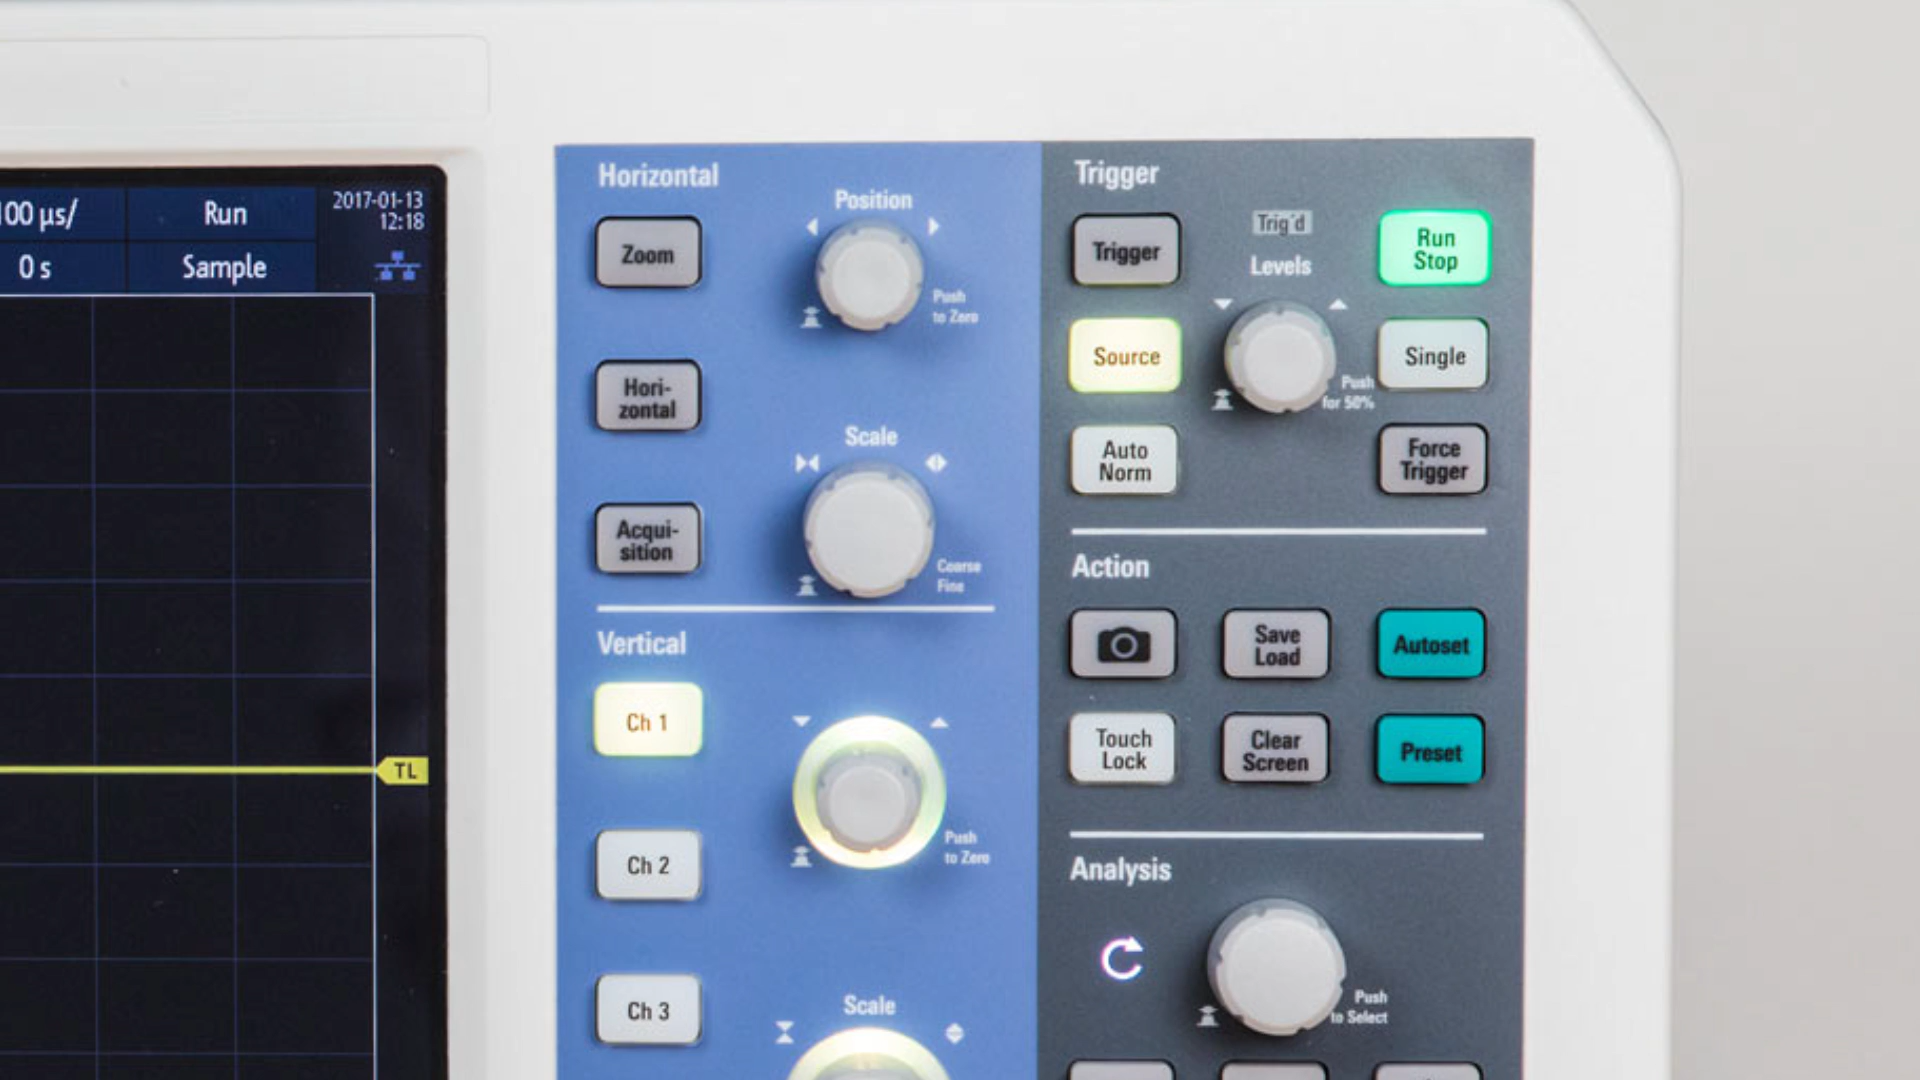 100 µs/
Run
2017-01-13
12:18
0 s
Sample
TL
Horizontal
Position
Zoom
Push
to Zero
Hori-
zontal
Scale
Acqui-
sition
Coarse
Fine
Vertical
Ch 1
Push
to Zero
Ch 2
Ch 3
Scale
Trigger
Trigger
Trig'd
Levels
Run
Stop
Source
Push
for 50%
Single
Auto
Norm
Force
Trigger
Action
Save
Load
Autoset
Touch
Lock
Clear
Screen
Preset
Analysis
Push
to Select